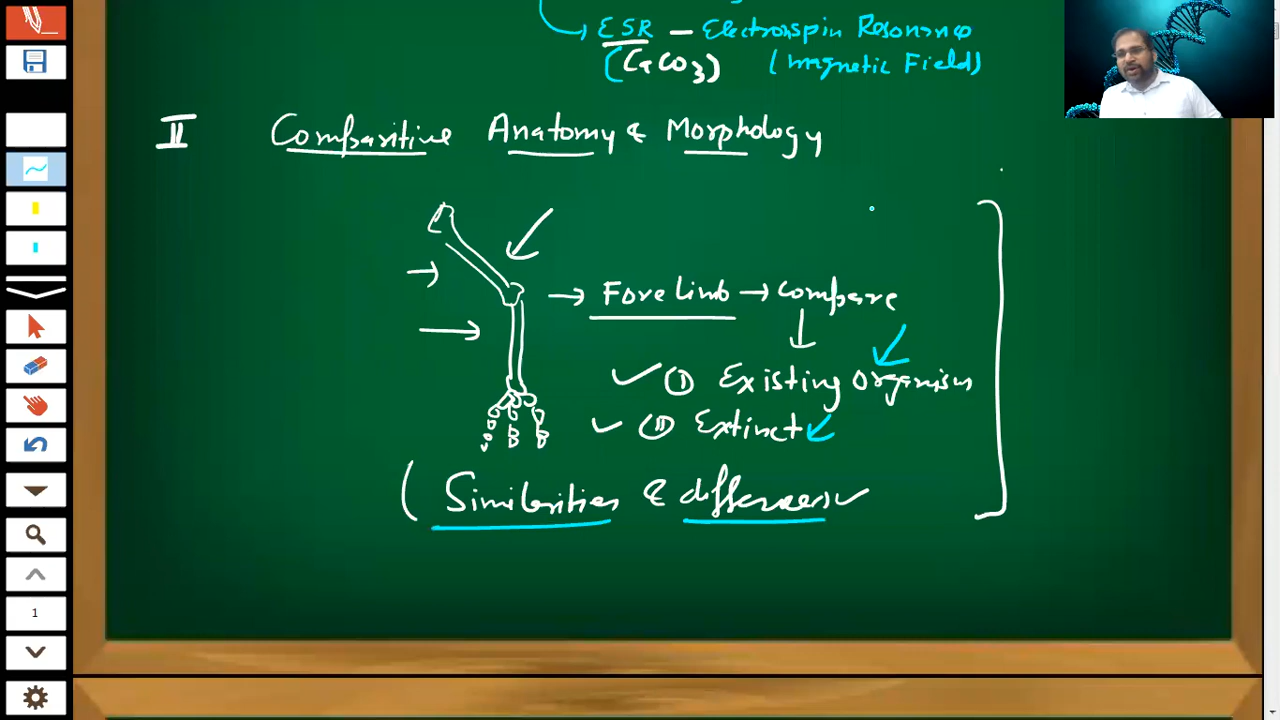 → ESR — Electronspin Resonance
(CaCO3) (magnetic Field)
II Comparitive Anatomy & Morphology
→ Fore limb → Compare
① Existing organism
② Extinct
(Similarities & differences
1